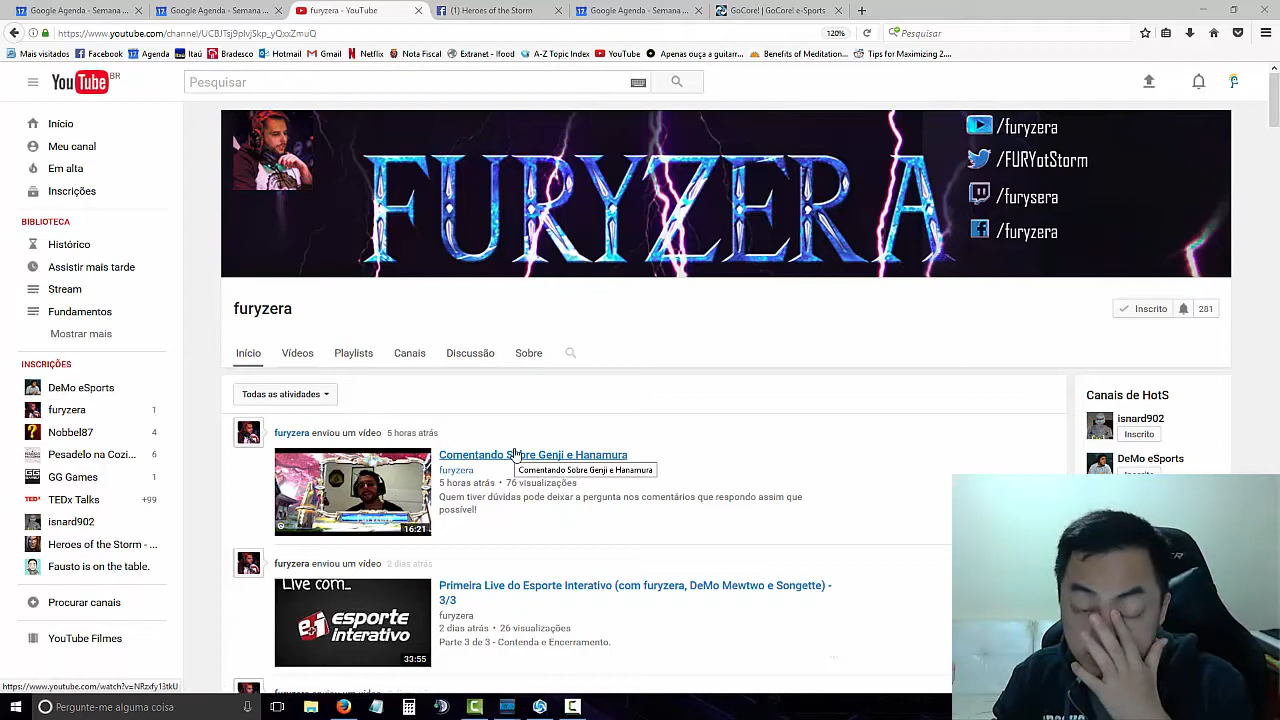 Google Agenda - Semana ...
Google Agenda - Semana ...
furyzera - YouTube
(1) Heroes of the Storm
Google Agenda - Semana ...
GoCore! | GoCore! e-Sports
https://www.youtube.com/channel/UCBJTsj9pIvjSkp_yQxxZmuQ
120%
Pesquisar
Mais visitados
Facebook
Agenda
Itaú
Bradesco
Hotmail
Gmail
Netflix
Nota Fiscal
Extranet - Ifood
A-Z Topic Index
YouTube
Apenas ouça a guitarr...
Benefits of Meditation...
Tips for Maximizing 2...
YouTube BR
Pesquisar
Início
Meu canal
Em alta
Inscrições
BIBLIOTECA
Histórico
Assistir mais tarde
Stream
Fundamentos
Mostrar mais
INSCRIÇÕES
DeMo eSports
furyzera 1
Nobbel87 4
Pesadelo na Cozi... 6
GG Games 1
TEDx Talks +99
isnard902
Heroes of the Storm - ...
Fausto is on the table.
Procurar canais
YouTube Filmes
FURYZERA
/furyzera
/FURYotStorm
/furysera
/furyzera
furyzera
Inscrito 281
Início
Vídeos
Playlists
Canais
Discussão
Sobre
Todas as atividades
furyzera enviou um vídeo 5 horas atrás
Comentando Sobre Genji e Hanamura
furyzera
Comentando Sobre Genji e Hanamura
5 horas atrás • 76 visualizações
Quem tiver dúvidas pode deixar a pergunta nos comentários que respondo assim que
possível!
16:21
furyzera enviou um vídeo 2 dias atrás
Live com...
esporte
interativo
33:55
Primeira Live do Esporte Interativo (com furyzera, DeMo Mewtwo e Songette) -
3/3
furyzera
2 dias atrás • 26 visualizações
Parte 3 de 3 - Contenda e Encerramento.
Canais de HotS
isnard902
Inscrito
DeMo eSports
https://www.youtube.com/watch?v=NRzxfy13tkU
Pergunte-me alguma coisa